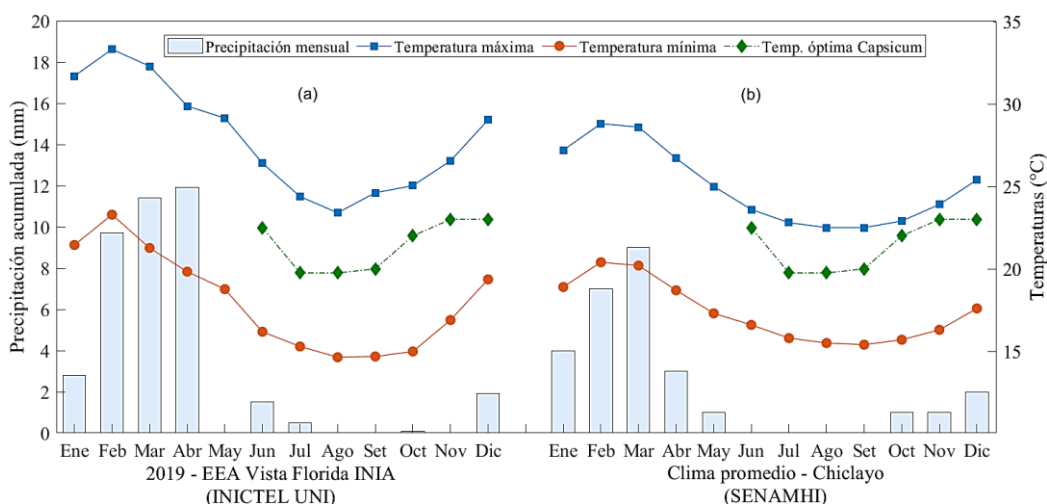 20 35
Precipitación mensual Temperatura máxima Temperatura mínima Temp. óptima Capsicum
18
16
(a) (b)
30
14
12
25
10
8
20
6
4
15
2
0
Precipitación acumulada (mm)
Temperaturas (°C)
Ene Feb Mar Abr May Jun Jul Ago Set Oct Nov Dic Ene Feb Mar Abr May Jun Jul Ago Set Oct Nov Dic
2019 - EEA Vista Florida INIA
(INICTEL UNI)
Clima promedio - Chiclayo
(SENAMHI)